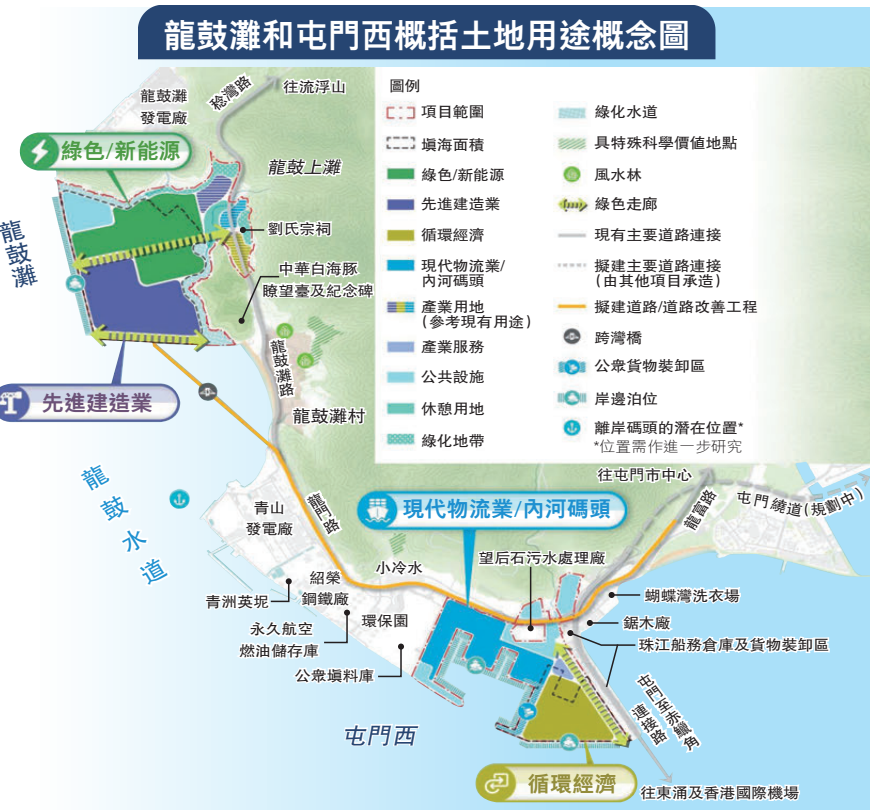 龍鼓灘和屯門西概括土地用途概念圖
圖例
項目範圍
填海面積
綠色/新能源
先進建造業
循環經濟
現代物流業/
內河碼頭
產業用地
(參考現有用途)
產業服務
公共設施
休憩用地
綠化地帶
綠化水道
具特殊科學價值地點
風水林
綠色走廊
現有主要道路連接
擬建主要道路連接
(由其他項目承造)
擬建道路/道路改善工程
跨灣橋
公眾貨物裝卸區
岸邊泊位
離岸碼頭的潛在位置*
*位置需作進一步研究
龍鼓灘
發電廠
稔灣路
往流浮山
綠色/新能源
龍鼓上灘
龍鼓灘
劉氏宗祠
中華白海豚
瞭望臺及紀念碑
龍鼓灘路
先進建造業
龍鼓灘村
龍鼓水道
青山
發電廠
龍門路
現代物流業/內河碼頭
往屯門市中心
龍富路
屯門繞道(規劃中)
小冷水
望后石污水處理廠
青洲英坭
紹榮
鋼鐵廠
環保園
永久航空
燃油儲存庫
公眾填料庫
蝴蝶灣洗衣場
鋸木廠
珠江船務倉庫及貨物裝卸區
屯門至赤鱲角
連接路
屯門西
循環經濟
往東涌及香港國際機場